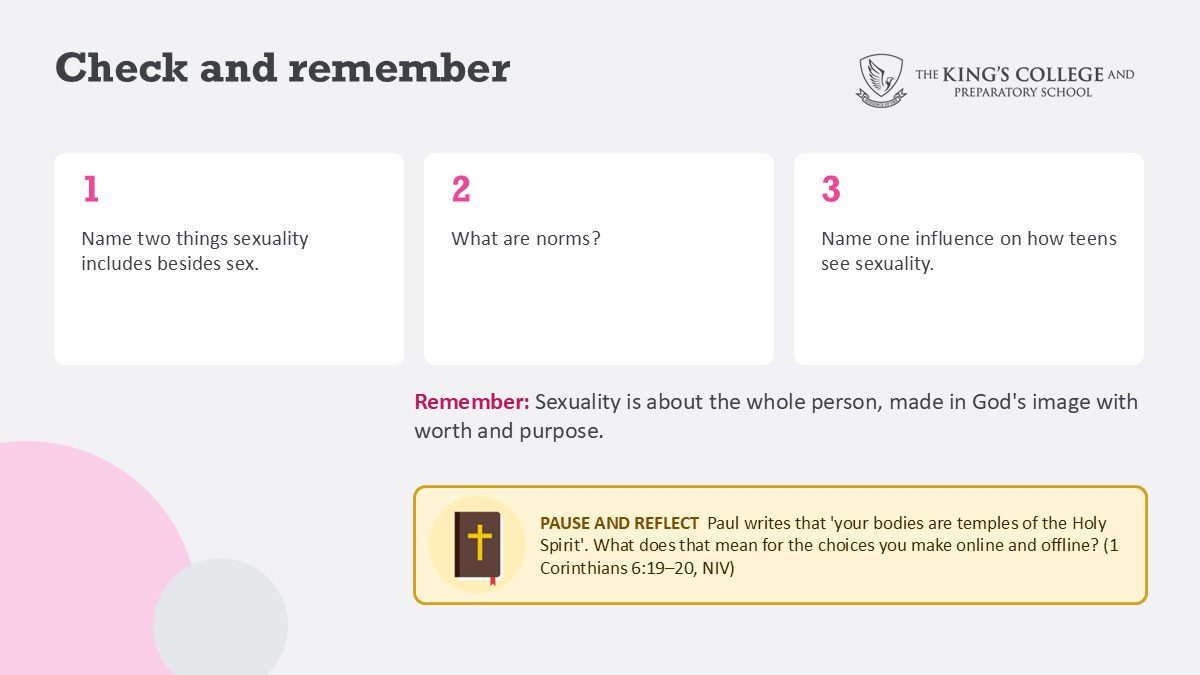 Check and remember
THE KING'S COLLEGE AND
PREPARATORY SCHOOL
1
Name two things sexuality
includes besides sex.
2
What are norms?
3
Name one influence on how teens
see sexuality.
Remember: Sexuality is about the whole person, made in God's image with
worth and purpose.
PAUSE AND REFLECT Paul writes that 'your bodies are temples of the Holy
Spirit'. What does that mean for the choices you make online and offline? (1
Corinthians 6:19–20, NIV)